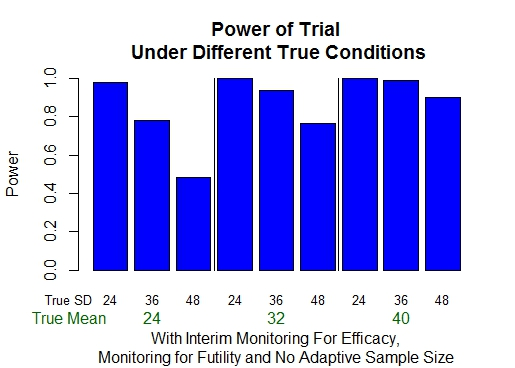 Power of Trial
Under Different True Conditions
Power
1.0
0.8
0.6
0.4
0.2
0.0
True SD 24 36 48 24 36 48 24 36 48
True Mean 24 32 40
With Interim Monitoring For Efficacy,
Monitoring for Futility and No Adaptive Sample Size